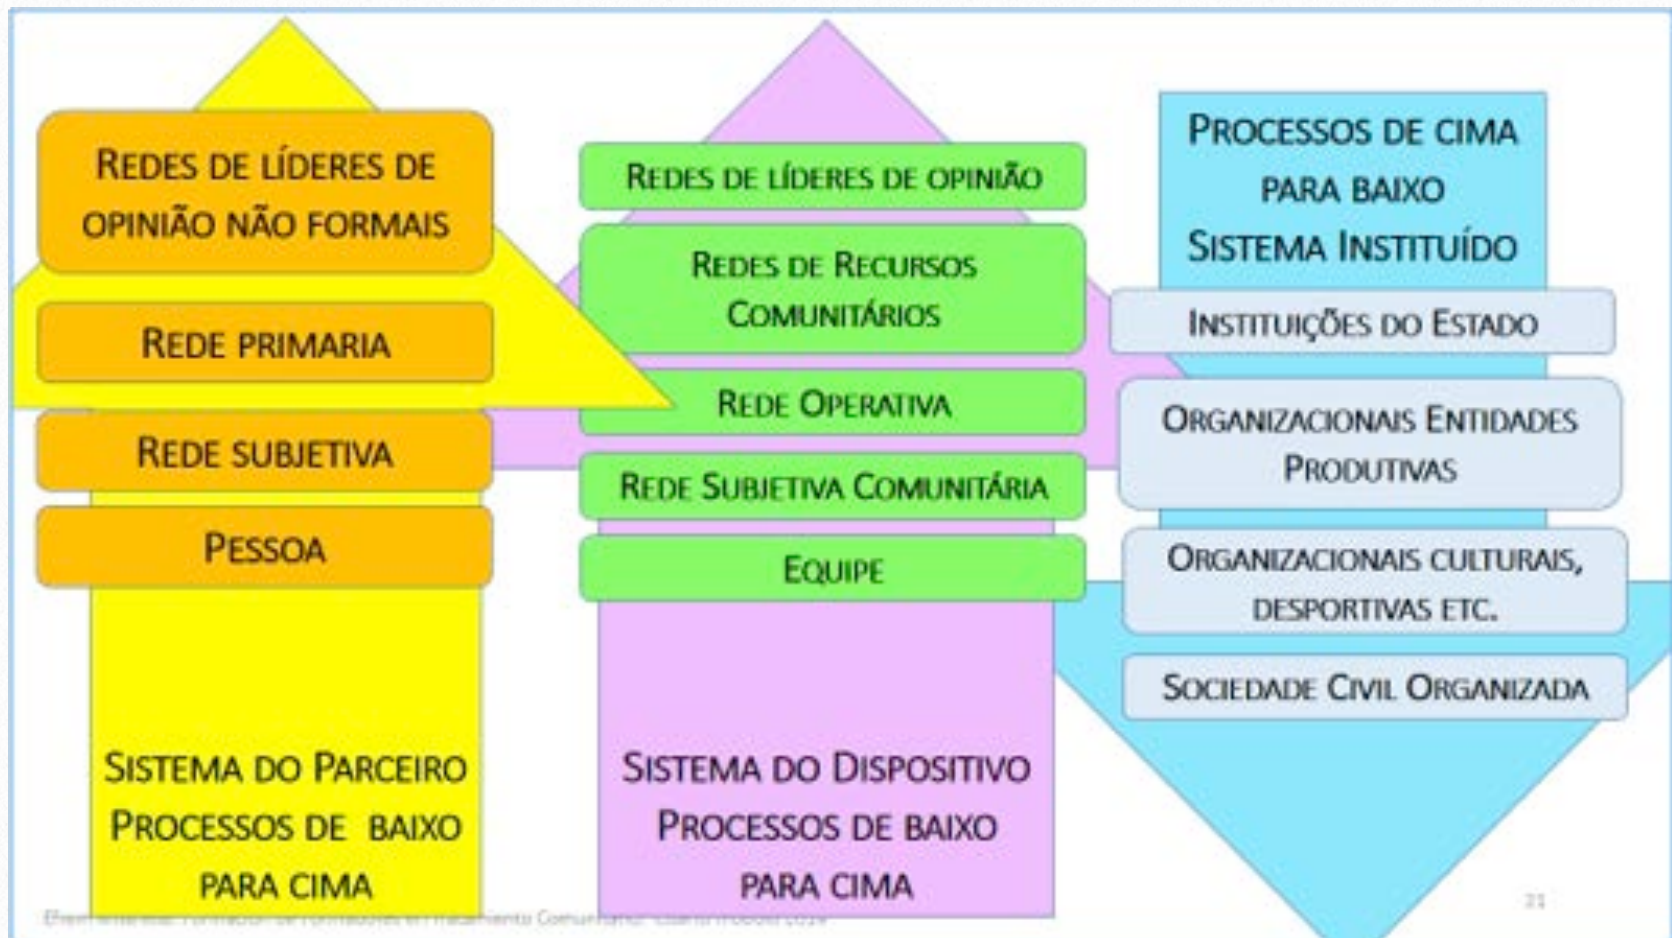 REDES DE LÍDERES DE
OPINIÃO NÃO FORMAIS
REDE PRIMARIA
REDE SUBJETIVA
PESSOA
SISTEMA DO PARCEIRO
PROCESSOS DE BAIXO
PARA CIMA
REDES DE LÍDERES DE OPINIÃO
REDES DE RECURSOS
COMUNITÁRIOS
REDE OPERATIVA
REDE SUBJETIVA COMUNITÁRIA
EQUIPE
SISTEMA DO DISPOSITIVO
PROCESSOS DE BAIXO
PARA CIMA
PROCESSOS DE CIMA
PARA BAIXO
SISTEMA INSTITUÍDO
INSTITUIÇÕES DO ESTADO
ORGANIZACIONAIS ENTIDADES
PRODUTIVAS
ORGANIZACIONAIS CULTURAIS,
DESPORTIVAS ETC.
SOCIEDADE CIVIL ORGANIZADA
21